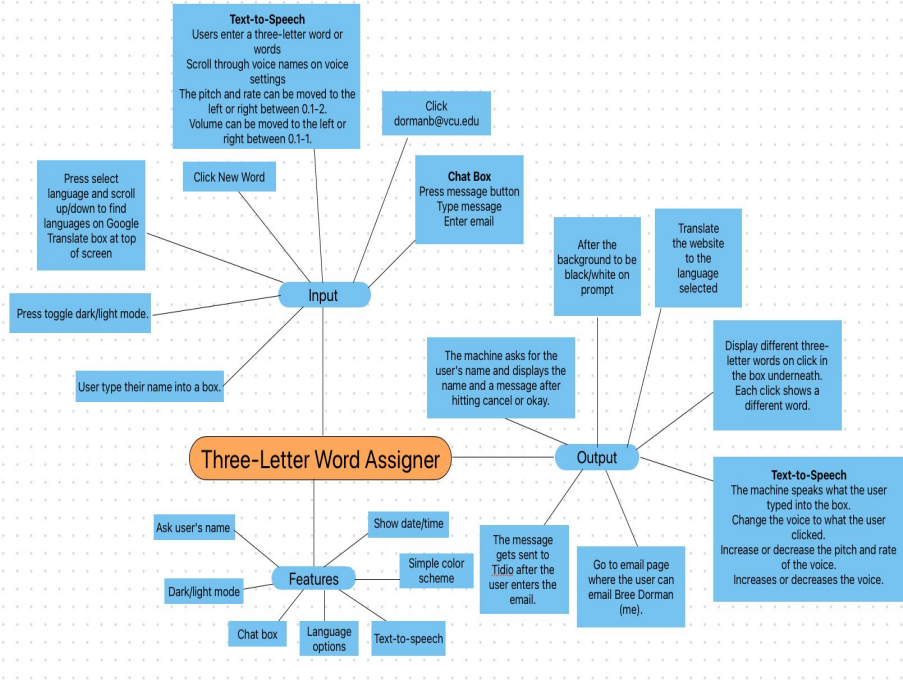 Text-to-Speech
Users enter a three-letter word or
words
Scroll through voice names on voice
settings
The pitch and rate can be moved to the
left or right between 0.1-2.
Volume can be moved to the left or
right between 0.1-1.
Click
dormanb@vcu.edu
Click New Word
Chat Box
Press message button
Type message
Enter email
Press select
language and scroll
up/down to find
languages on Google
Translate box at top
of screen
Press toggle dark/light mode.
User type their name into a box.
Input
After the
background to be
black/white on
prompt
Translate
the website
to the
language
selected
The machine asks for the
user's name and displays the
name and a message after
hitting cancel or okay.
Display different three-
letter words on click in
the box underneath.
Each click shows a
different word.
Three-Letter Word Assigner
Output
Text-to-Speech
The machine speaks what the user
typed into the box.
Change the voice to what the user
clicked.
Increase or decrease the pitch and rate
of the voice.
Increases or decreases the voice.
The message
gets sent to
Tidio after the
user enters the
email.
Go to email page
where the user can
email Bree Dorman
(me).
Ask user's name
Show date/time
Features
Simple color
scheme
Dark/light mode
Chat box
Language
options
Text-to-speech